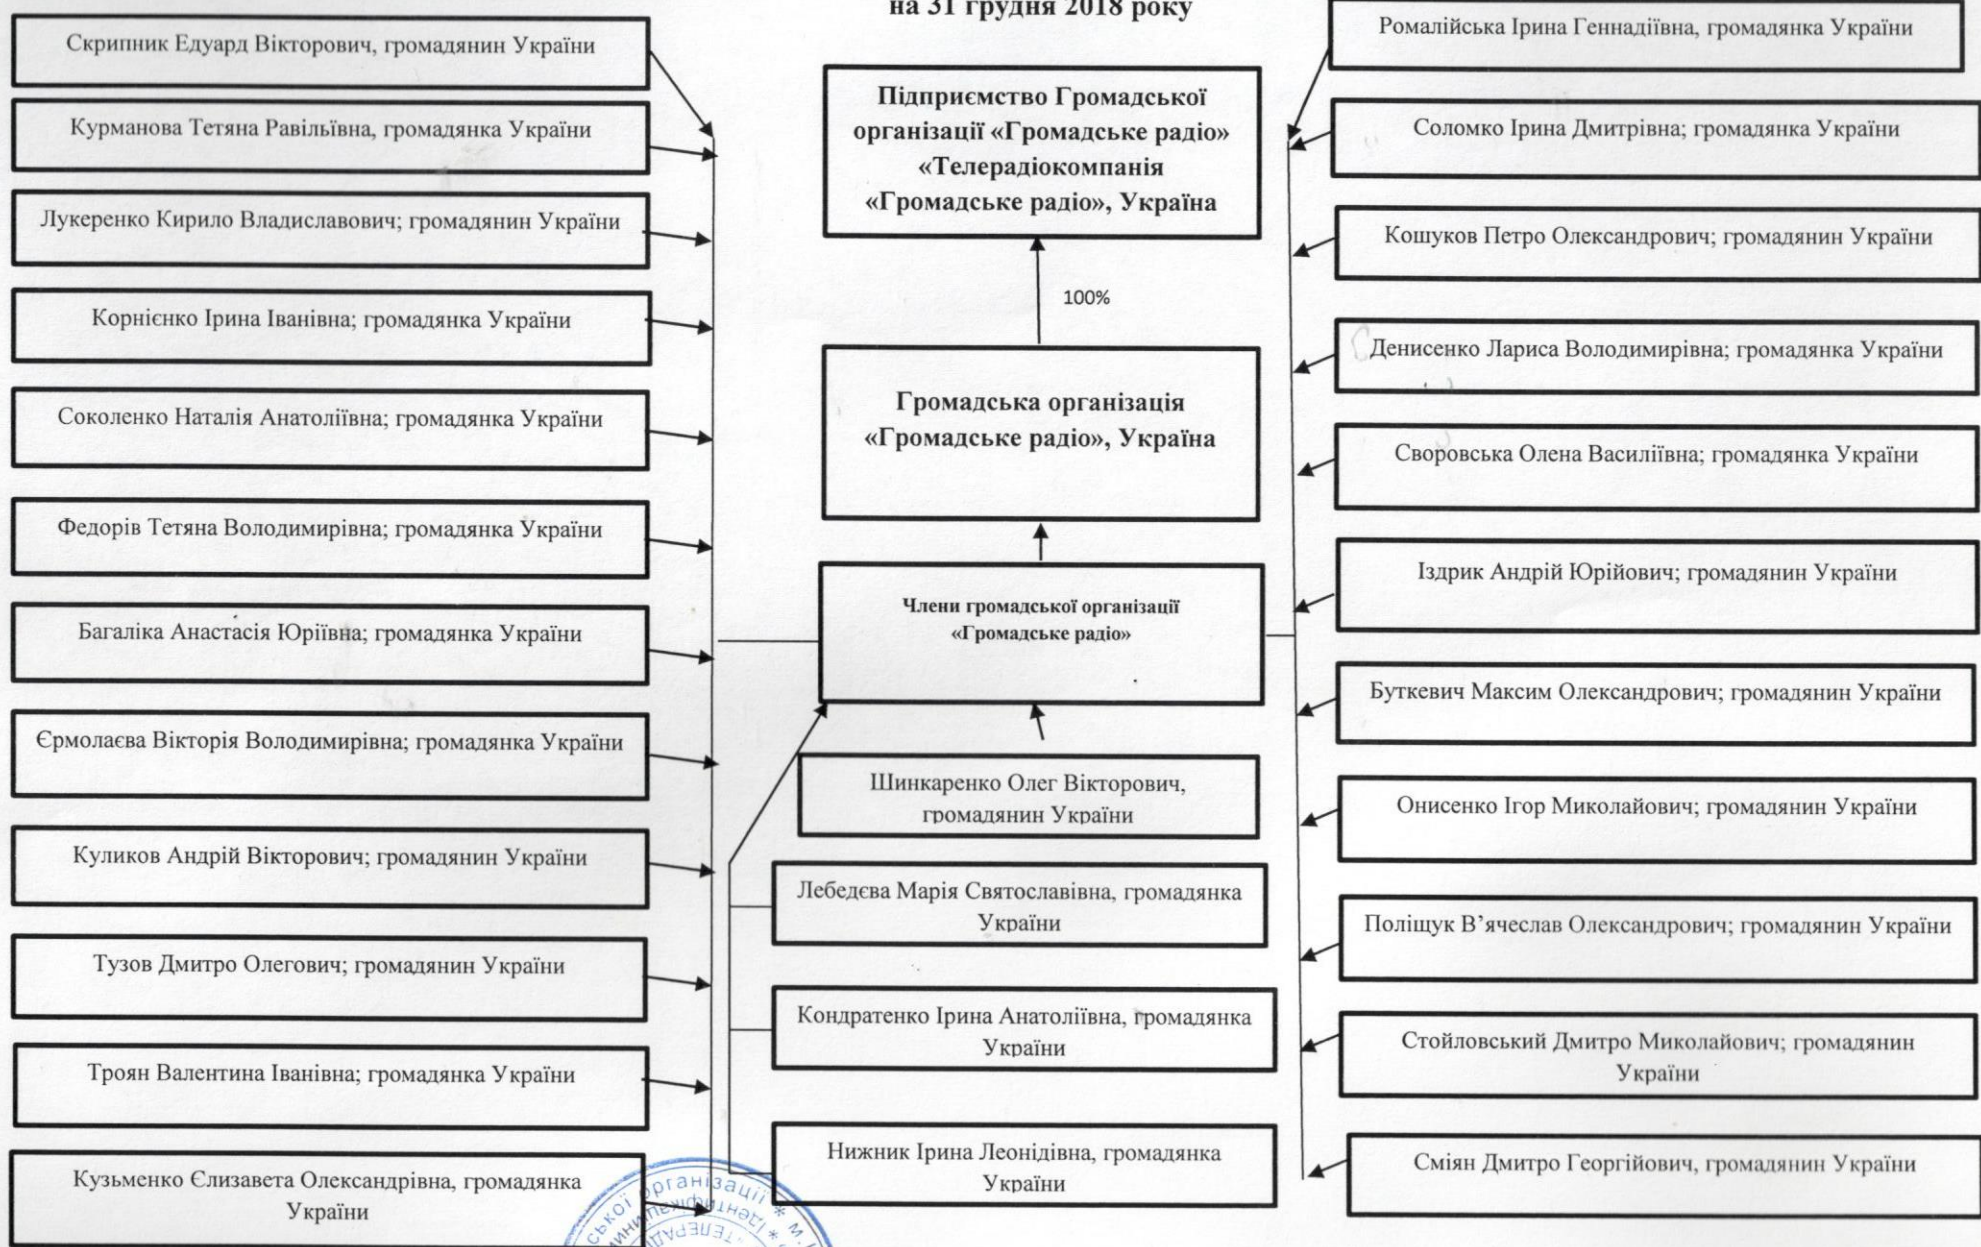 на 31 грудня 2018 року
Скрипник Едуард Вікторович, громадянин України
Курманова Тетяна Равільївна, громадянка України
Лукеренко Кирило Владиславович; громадянин України
Корнієнко Ірина Іванівна; громадянка України
Соколенко Наталія Анатоліївна; громадянка України
Федорів Тетяна Володимирівна; громадянка України
Багаліка Анастасія Юріївна; громадянка України
Єрмолаєва Вікторія Володимирівна; громадянка України
Куликов Андрій Вікторович; громадянин України
Тузов Дмитро Олегович; громадянин України
Троян Валентина Іванівна; громадянка України
Кузьменко Єлизавета Олександрівна, громадянка
України
Підприємство Громадської
організації «Громадське радіо»
«Телерадіокомпанія
«Громадське радіо», Україна
100%
Громадська організація
«Громадське радіо», Україна
Члени громадської організації
«Громадське радіо»
Шинкаренко Олег Вікторович,
громадянин України
Лебедєва Марія Святославівна, громадянка
України
Кондратенко Ірина Анатоліївна, громадянка
України
Нижник Ірина Леонідівна, громадянка
України
Ромалійська Ірина Геннадіївна, громадянка України
Соломко Ірина Дмитрівна; громадянка України
Кошуков Петро Олександрович; громадянин України
Денисенко Лариса Володимирівна; громадянка України
Своровська Олена Василіївна; громадянка України
Іздрик Андрій Юрійович; громадянин України
Буткевич Максим Олександрович; громадянин України
Онисенко Ігор Миколайович; громадянин України
Поліщук В’ячеслав Олександрович; громадянин України
Стойловський Дмитро Миколайович; громадянин
України
Сміян Дмитро Георгійович, громадянин України
організації * м.